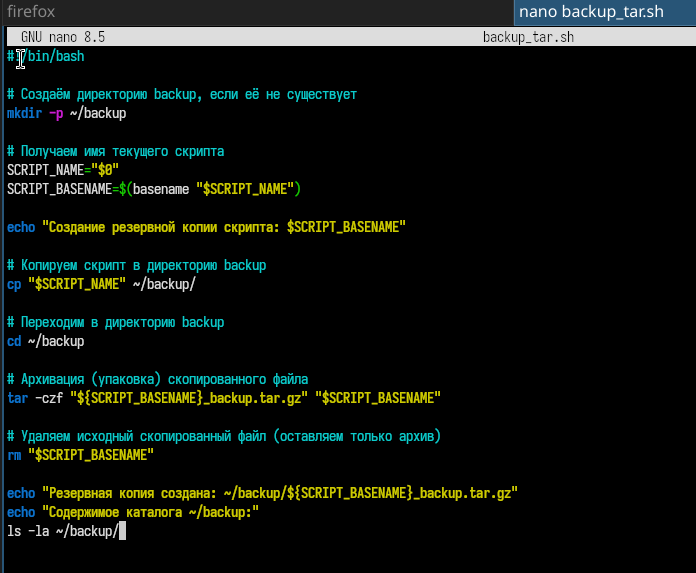 firefox
nano backup_tar.sh
GNU nano 8.5 backup_tar.sh
#!/bin/bash
# Создаём директорию backup, если её не существует
mkdir -p ~/backup
# Получаем имя текущего скрипта
SCRIPT_NAME="$0"
SCRIPT_BASENAME=$(basename "$SCRIPT_NAME")
echo "Создание резервной копии скрипта: $SCRIPT_BASENAME"
# Копируем скрипт в директорию backup
cp "$SCRIPT_NAME" ~/backup/
# Переходим в директорию backup
cd ~/backup
# Архивация (упаковка) скопированного файла
tar -czf "${SCRIPT_BASENAME}_backup.tar.gz" "$SCRIPT_BASENAME"
# Удаляем исходный скопированный файл (оставляем только архив)
rm "$SCRIPT_BASENAME"
echo "Резервная копия создана: ~/backup/${SCRIPT_BASENAME}_backup.tar.gz"
echo "Содержимое каталога ~/backup:"
ls -la ~/backup/